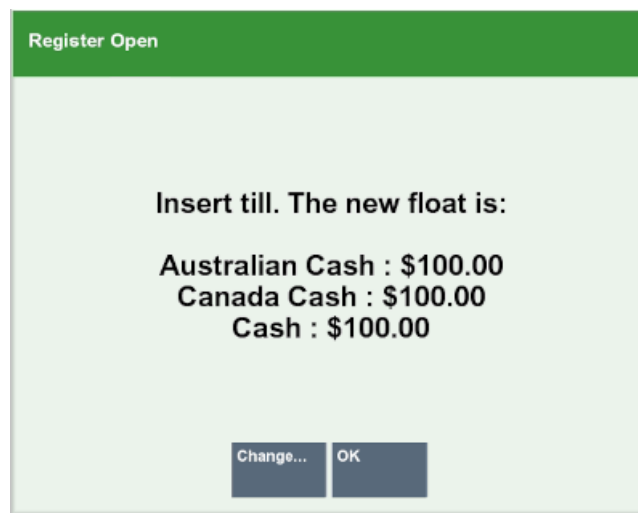 Register Open
Insert till. The new float is:
Australian Cash : $100.00
Canada Cash : $100.00
Cash : $100.00
Change... OK